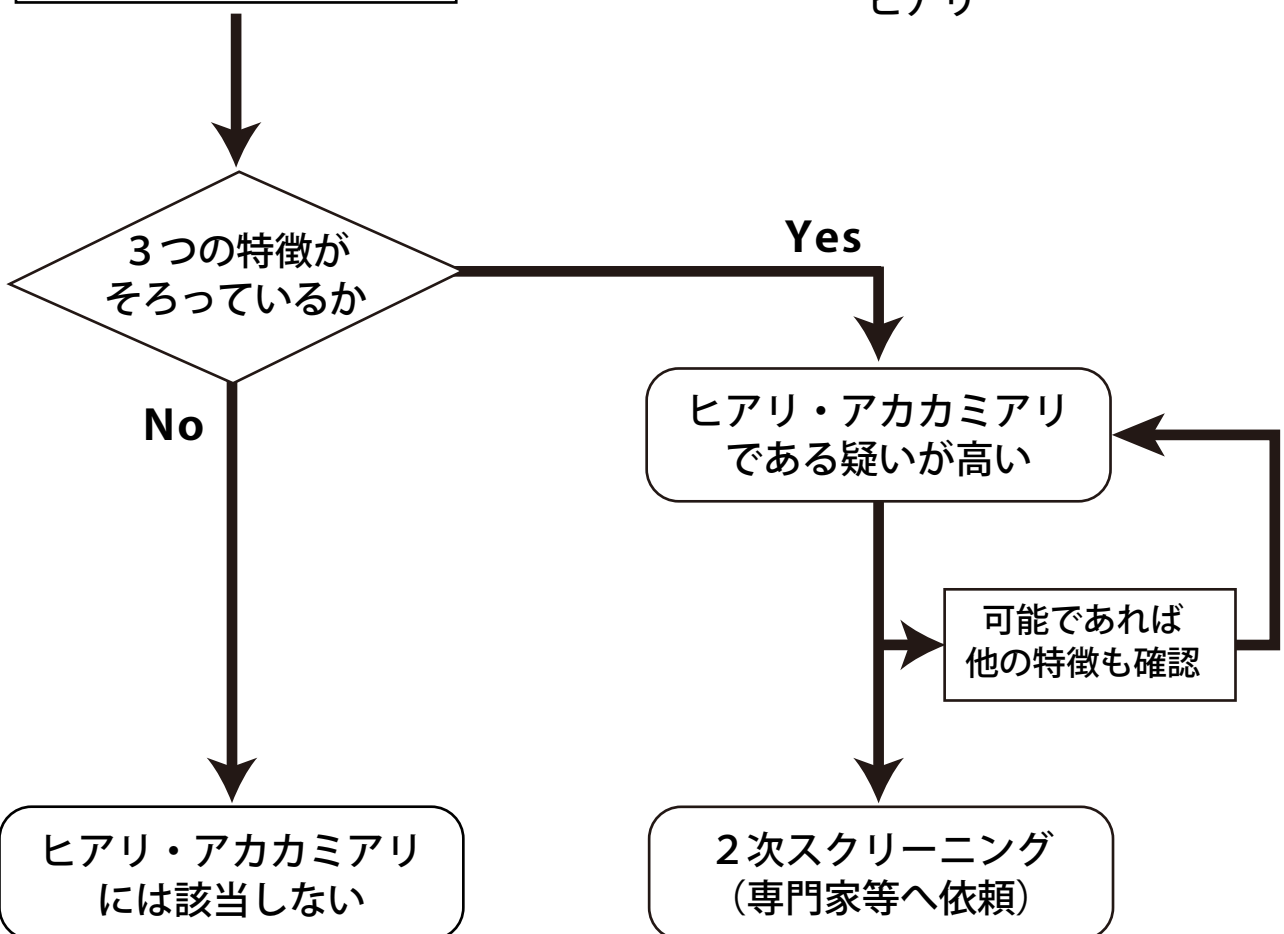 ヒアリ
３つの特徴が
そろっているか
Yes
No
ヒアリ・アカカミアリ
である疑いが高い
可能であれば
他の特徴も確認
ヒアリ・アカカミアリ
には該当しない
２次スクリーニング
（専門家等へ依頼）